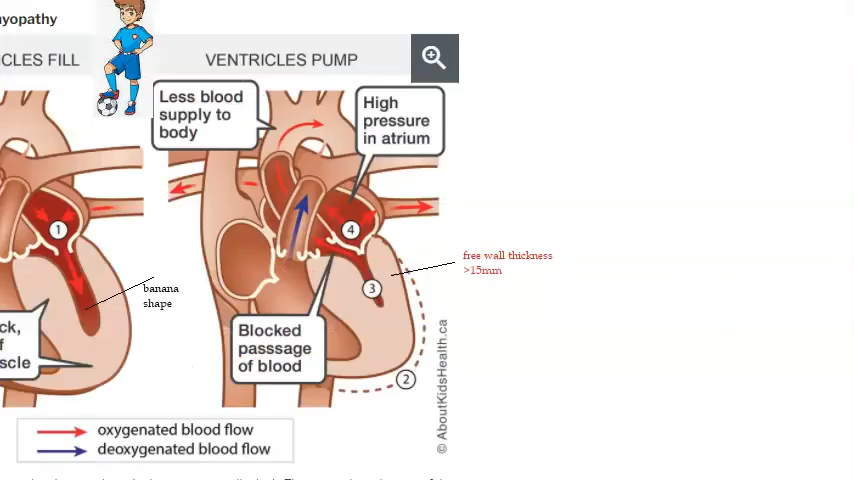 yopathy
CLES FILL
VENTRICLES PUMP
Less blood
supply to
body
High
pressure
in atrium
1
4
free wall thickness
>15mm
banana
shape
3
ck,
f
scle
Blocked
passsage
of blood
2
© AboutKidsHealth.ca
oxygenated blood flow
deoxygenated blood flow